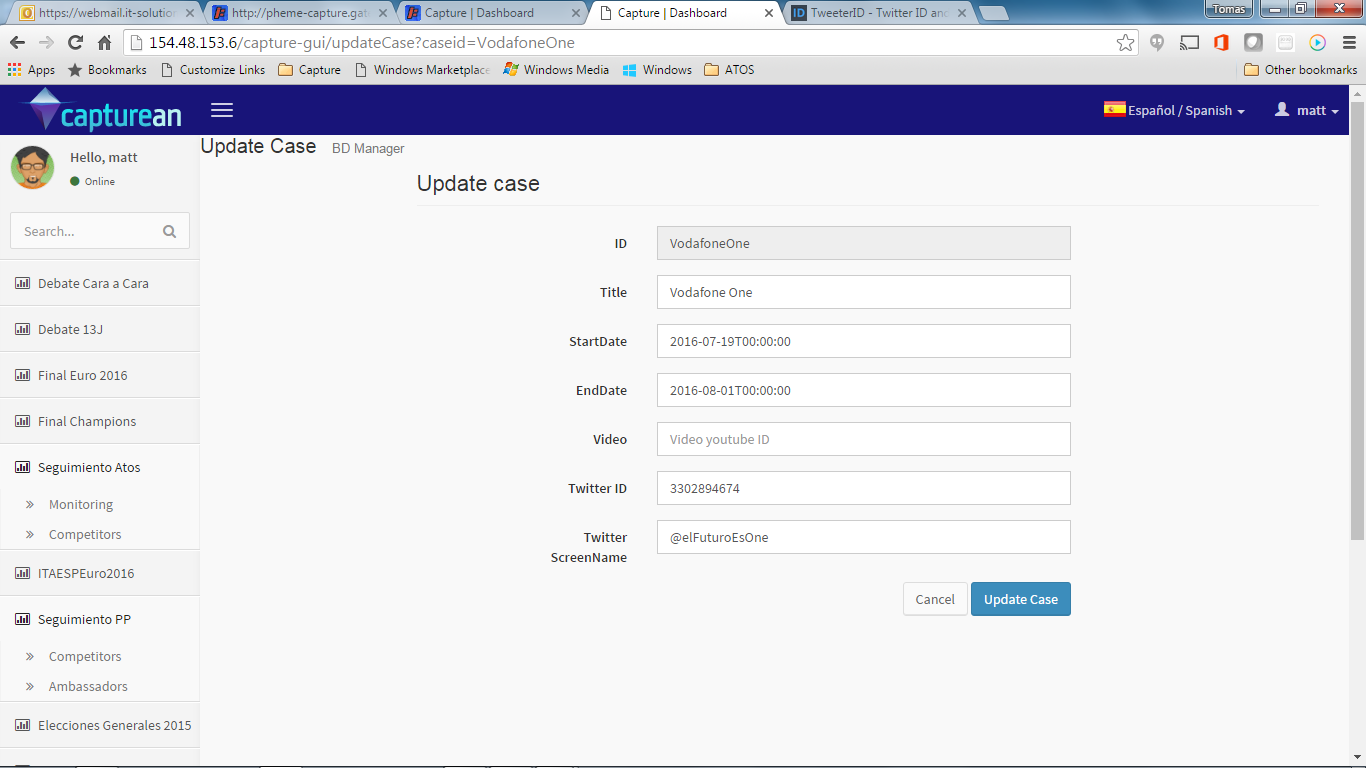 https://webmail.it-solution
http://pheme-capture.gat
Capture | Dashboard
Capture | Dashboard
TweeterID - Twitter ID and
Tomas
154.48.153.6/capture-gui/updateCase?caseid=VodafoneOne
Apps
Bookmarks
Customize Links
Capture
Windows Marketplace
Windows Media
Windows
ATOS
Other bookmarks
capturean
Español / Spanish
matt
Hello, matt
Online
Search...
Debate Cara a Cara
Debate 13J
Final Euro 2016
Final Champions
Seguimiento Atos
Monitoring
Competitors
ITAESPEuro2016
Seguimiento PP
Competitors
Ambassadors
Elecciones Generales 2015
Update Case BD Manager
Update case
ID
VodafoneOne
Title
Vodafone One
StartDate
2016-07-19T00:00:00
EndDate
2016-08-01T00:00:00
Video
Video youtube ID
Twitter ID
3302894674
Twitter
ScreenName
@elFuturoEsOne
Cancel
Update Case